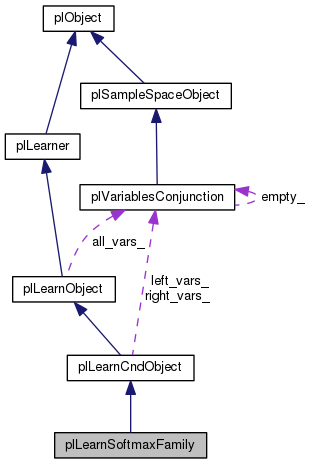 plObject
plSampleSpaceObject
plLearner
plVariablesConjunction
empty_
all_vars_
left_vars_
right_vars_
plLearnObject
plLearnCndObject
plLearnSoftmaxFamily